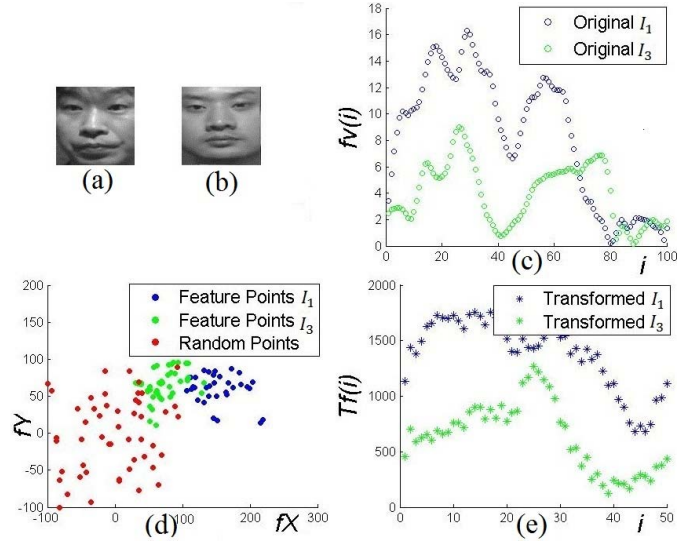 (a)
(b)
18
16
14
12
10
8
6
4
2
0
fv(i)
Original I₁
Original I₃
0
20
40
60
80
100
(c)
i
200
150
100
50
0
-50
-100
fY
Feature Points I₁
Feature Points I₃
Random Points
-100
0
100
200
300
(d)
fX
2000
1500
1000
500
0
Tf(i)
Transformed I₁
Transformed I₃
0
10
20
30
40
50
(e)
i